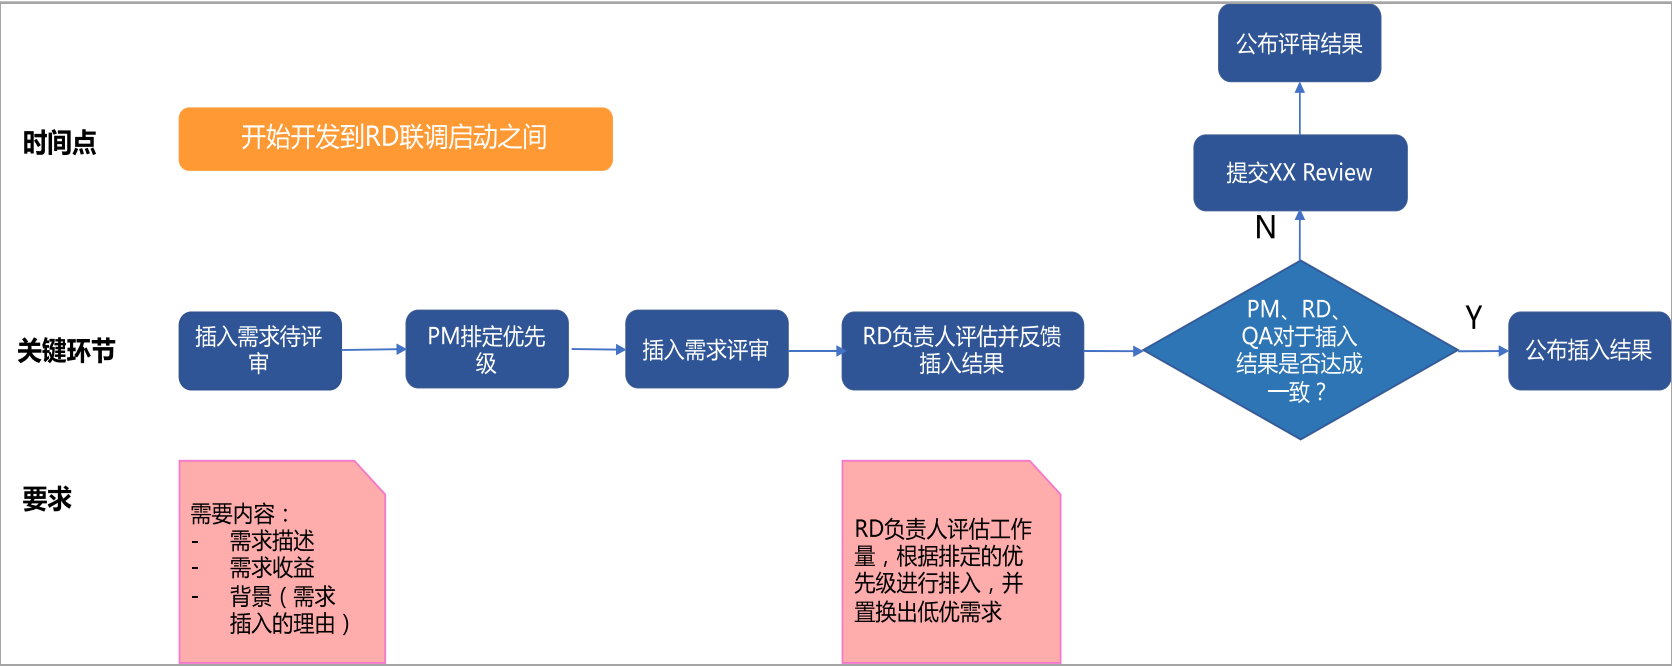 公布评审结果
时间点
开始开发到RD联调启动之间
提交XX Review
N
关键环节
插入需求待评
审
PM排定优先
级
插入需求评审
RD负责人评估并反馈
插入结果
PM、RD、
QA对于插入
结果是否达成
一致？
Y
公布插入结果
要求
需要内容：
- 需求描述
- 需求收益
- 背景（需求
插入的理由）
RD负责人评估工作
量，根据排定的优
先级进行排入，并
置换出低优需求